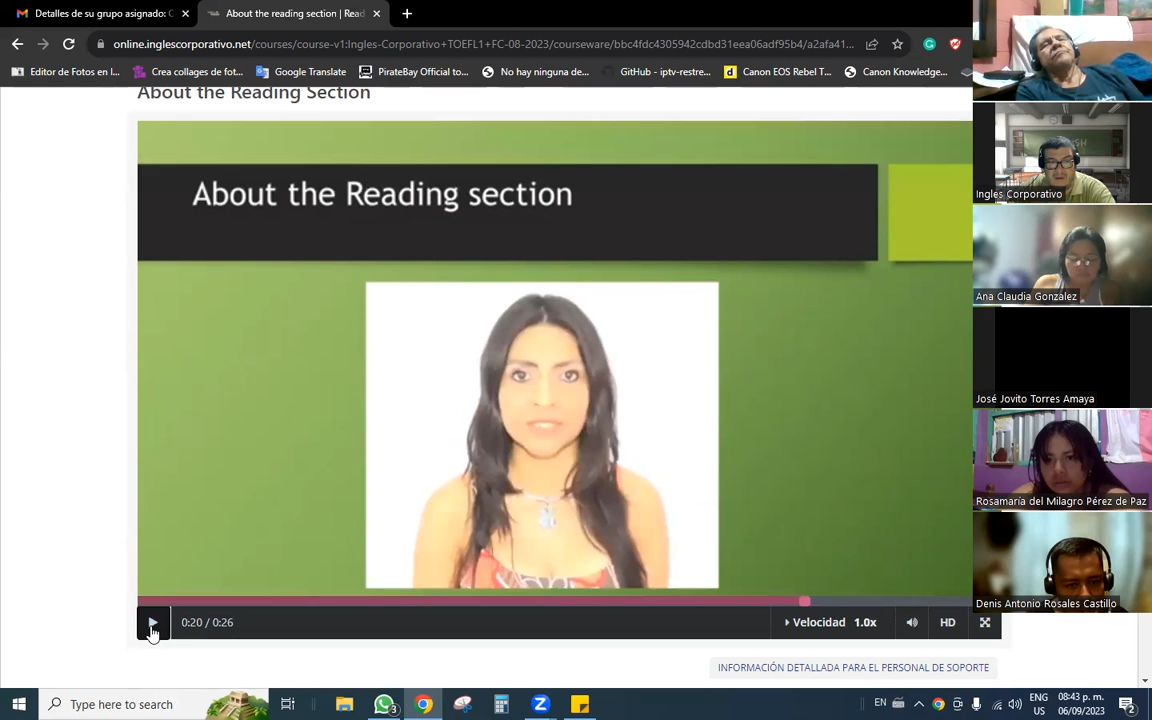 Detalles de su grupo asignado: C
About the reading section | Read
online.inglescorporativo.net/courses/course-v1:Ingles-Corporativo+TOEFL1+FC-08-2023/courseware/bbc4fdc4305942cdbd31eea06adf95b4/a2afa41...
Editor de Fotos en l...
Crea collages de fot...
Google Translate
PirateBay Official to...
No hay ninguna de...
GitHub - iptv-restre...
Canon EOS Rebel T...
Canon Knowledge...
About the Reading Section
About the Reading section
0:20 / 0:26
Velocidad 1.0x
HD
INFORMACIÓN DETALLADA PARA EL PERSONAL DE SOPORTE
Ingles Corporativo
Ana Claudia González
José Jovito Torres Amaya
Rosamaría del Milagro Pérez de Paz
Denis Antonio Rosales Castillo
Type here to search
3
EN
ENG
US
08:43 p. m.
06/09/2023
2